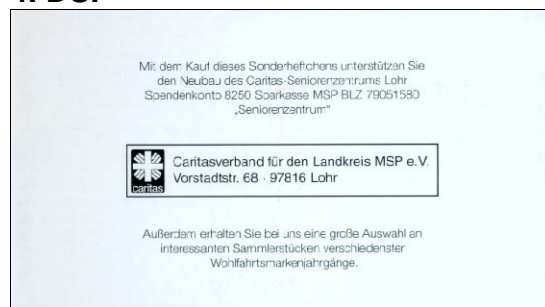 Mit dem Kauf dieses Sonderheftchens unterstützen Sie
den Neubau des Caritas-Seniorenzentrums Lohr
Spendenkonto 8250 Sparkasse MSP BLZ 79051580
„Seniorenzentrum"
caritas
Caritasverband für den Landkreis MSP e.V.
Vorstadtstr. 68 · 97816 Lohr
Außerdem erhalten Sie bei uns eine große Auswahl an
interessanten Sammlerstücken verschiedenster
Wohlfahrtsmarkenjahrgänge.